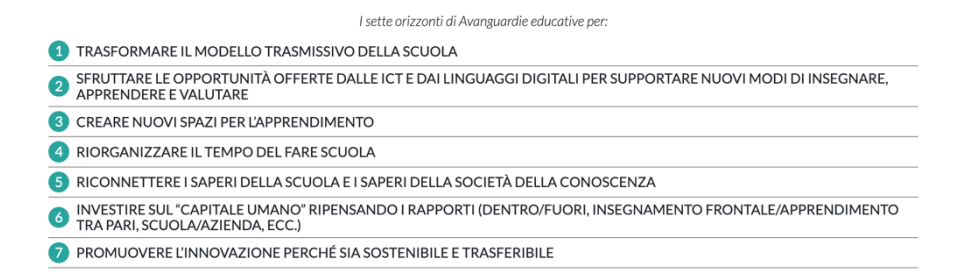 I sette orizzonti di Avanguardie educative per:
1 TRASFORMARE IL MODELLO TRASMISSIVO DELLA SCUOLA
2 SFRUTTARE LE OPPORTUNITÀ OFFERTE DALLE ICT E DAI LINGUAGGI DIGITALI PER SUPPORTARE NUOVI MODI DI INSEGNARE,
APPRENDERE E VALUTARE
3 CREARE NUOVI SPAZI PER L’APPRENDIMENTO
4 RIORGANIZZARE IL TEMPO DEL FARE SCUOLA
5 RICONNETTERE I SAPERI DELLA SCUOLA E I SAPERI DELLA SOCIETÀ DELLA CONOSCENZA
6 INVESTIRE SUL “CAPITALE UMANO” RIPENSANDO I RAPPORTI (DENTRO/FUORI, INSEGNAMENTO FRONTALE/APPRENDIMENTO
TRA PARI, SCUOLA/AZIENDA, ECC.)
7 PROMUOVERE L’INNOVAZIONE PERCHÉ SIA SOSTENIBILE E TRASFERIBILE